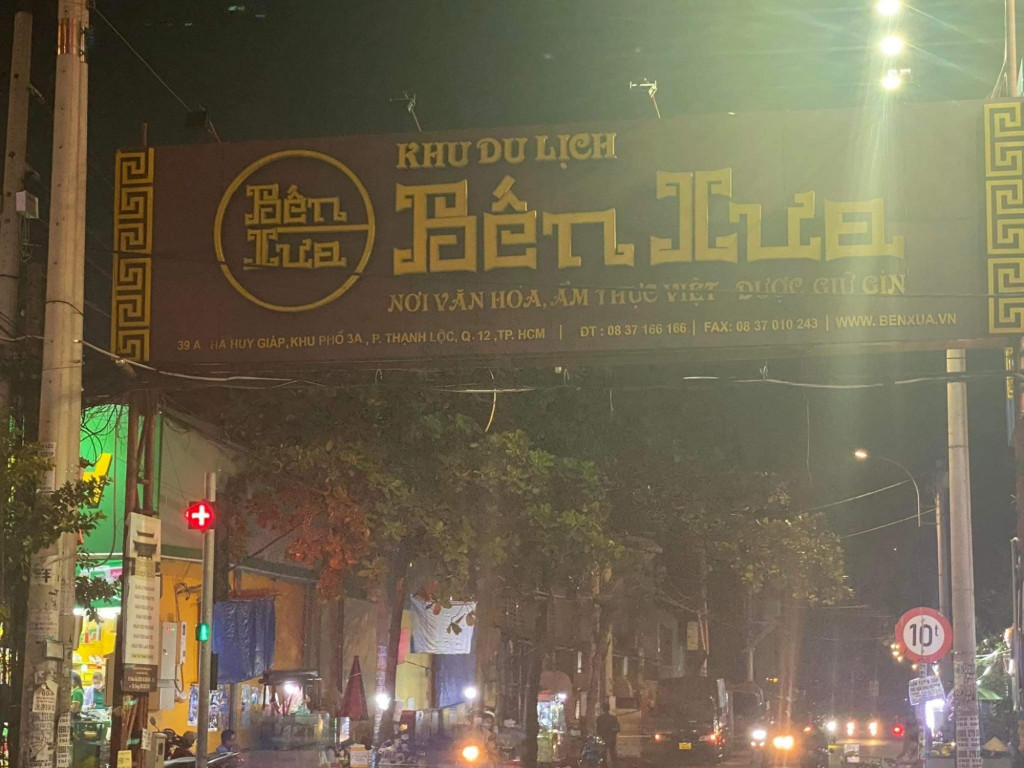 Bến
Xưa
KHU DU LỊCH
Bến Xưa
NƠI VĂN HÓA, ẨM THỰC VIỆT ĐƯỢC GIỮ GÌN
39 A HÀ HUY GIÁP, KHU PHỐ 3A, P. THẠNH LỘC, Q. 12, TP. HCM | ĐT : 08 37 166 166 | FAX: 08 37 010 243 | WWW.BENXUA.VN
10t